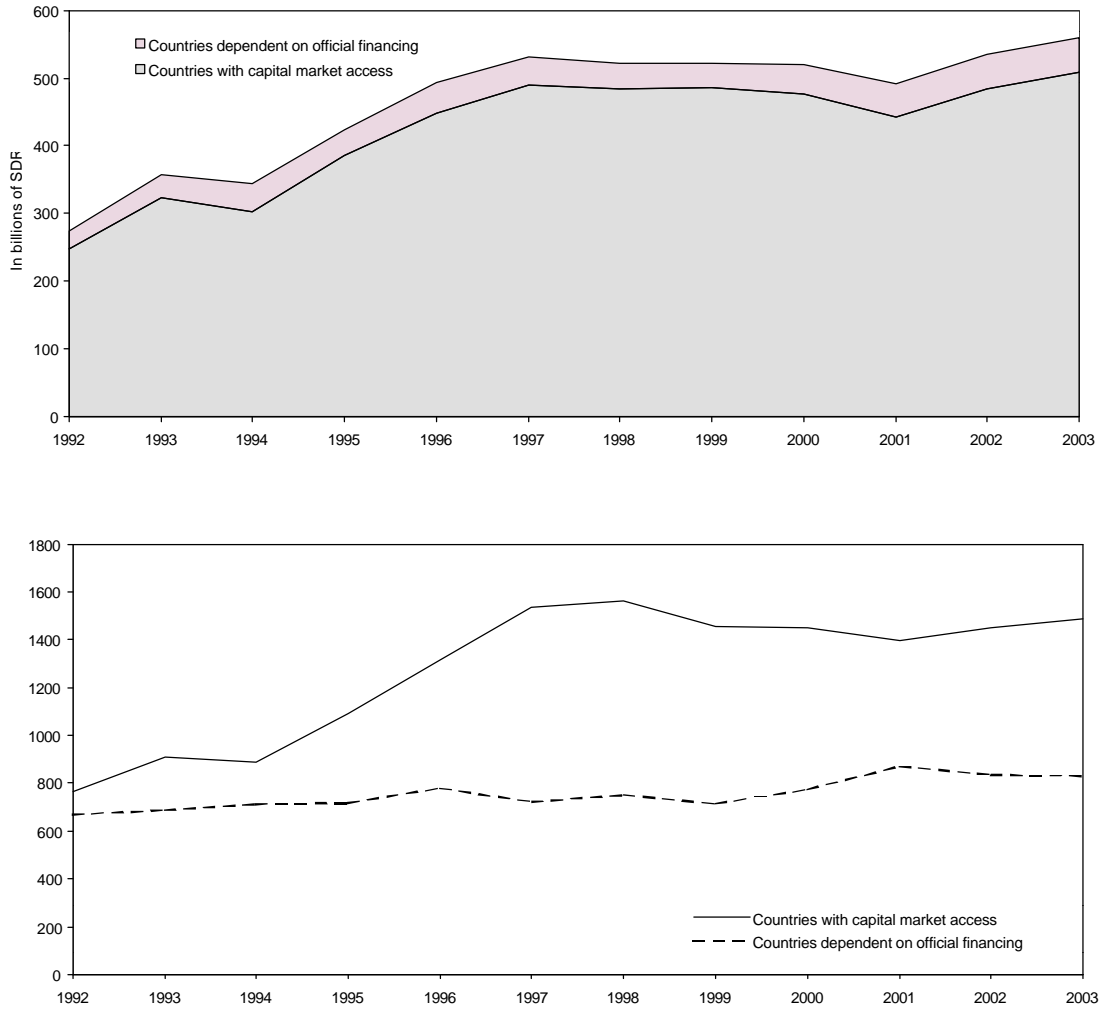 600
Countries dependent on official financing
Countries with capital market access
500
400
In billions of SDR
300
200
100
0
1992 1993 1994 1995 1996 1997 1998 1999 2000 2001 2002 2003
1800
1600
1400
1200
1000
800
600
400
200
0
Countries with capital market access
Countries dependent on official financing
1992 1993 1994 1995 1996 1997 1998 1999 2000 2001 2002 2003